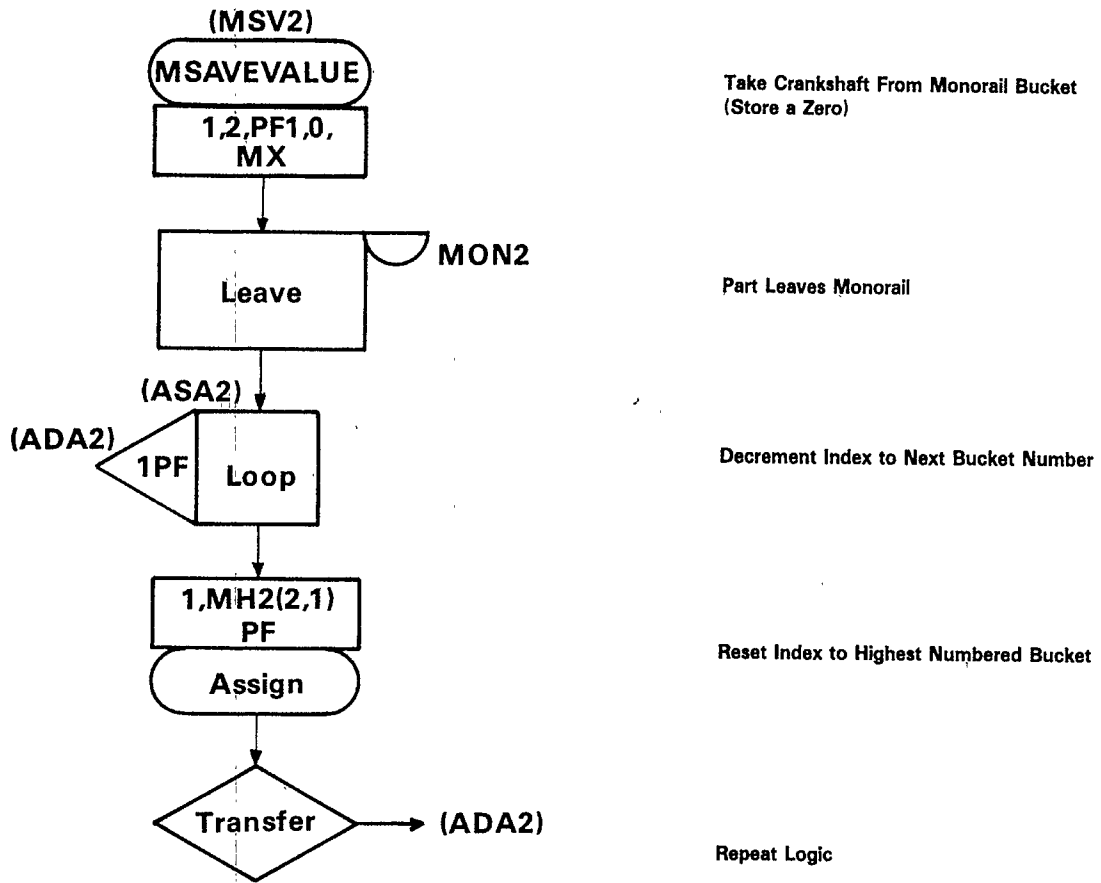 (MSV2)
MSAVEVALUE
1,2,PF1,0,
MX
Take Crankshaft From Monorail Bucket
(Store a Zero)
Leave
MON2
Part Leaves Monorail
(ASA2)
(ADA2)
1PF
Loop
Decrement Index to Next Bucket Number
1,MH2(2,1)
PF
Assign
Reset Index to Highest Numbered Bucket
Transfer
(ADA2)
Repeat Logic